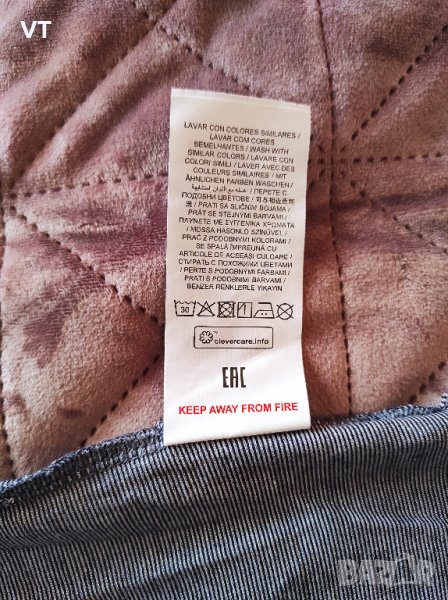 VT
LAVAR CON COLORES SIMILARES /
LAVAR COM CORES
SEMELHANTES / WASH WITH
SIMILAR COLORS / LAVARE CON
COLORI SIMILI / LAVER AVEC DES
COULEURS SIMILAIRES / MIT
ÄHNLICHEN FARBEN WASCHEN /
/ ПЕРЕТЕ С
ПОДОБНИ ЦВЕТОВЕ /
/ PRATI SA SLIČNIM BOJAMA /
PRÁT SE STEJNÝMI BARVAMI /
ΠΛΥΝΕΤΕ ΜΕ ΣΥΓΓΕΝΙΚΑ ΧΡΩΜΑΤΑ
/ MOSSA HASONLÓ SZÍNŰVEL /
PRAĆ Z PODOBNYMI KOLORAMI /
SE SPALĂ ÎMPREUNĂ CU
ARTICOLE DE ACEEAȘI CULOARE /
СТИРАТЬ С ПОХОЖИМИ ЦВЕТАМИ
/ PERTE S PODOBNÝMI FARBAMI /
PRATI S PODOBNIMI BARVAMI /
BENZER RENKLERLE YIKAYIN
30
clevercare.info
EAC
KEEP AWAY FROM FIRE
BAZAR